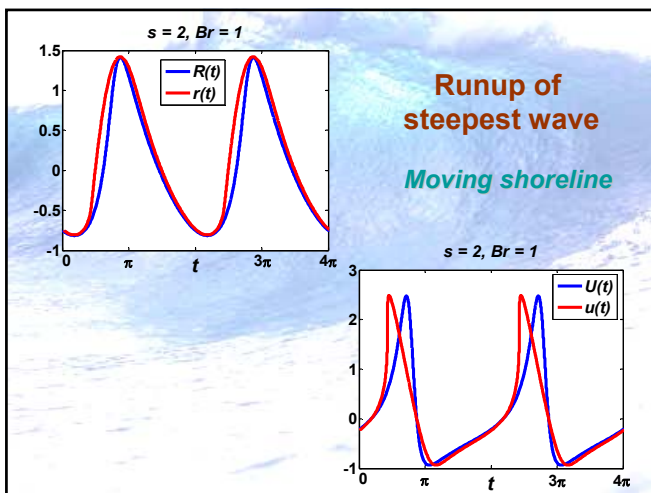 s = 2, Br = 1
1.5
1
0.5
0
-0.5
-1
R(t)
r(t)
0
π
t
3π
4π
Runup of
steepest wave
Moving shoreline
s = 2, Br = 1
3
2
1
0
-1
U(t)
u(t)
0
π
t
3π
4π